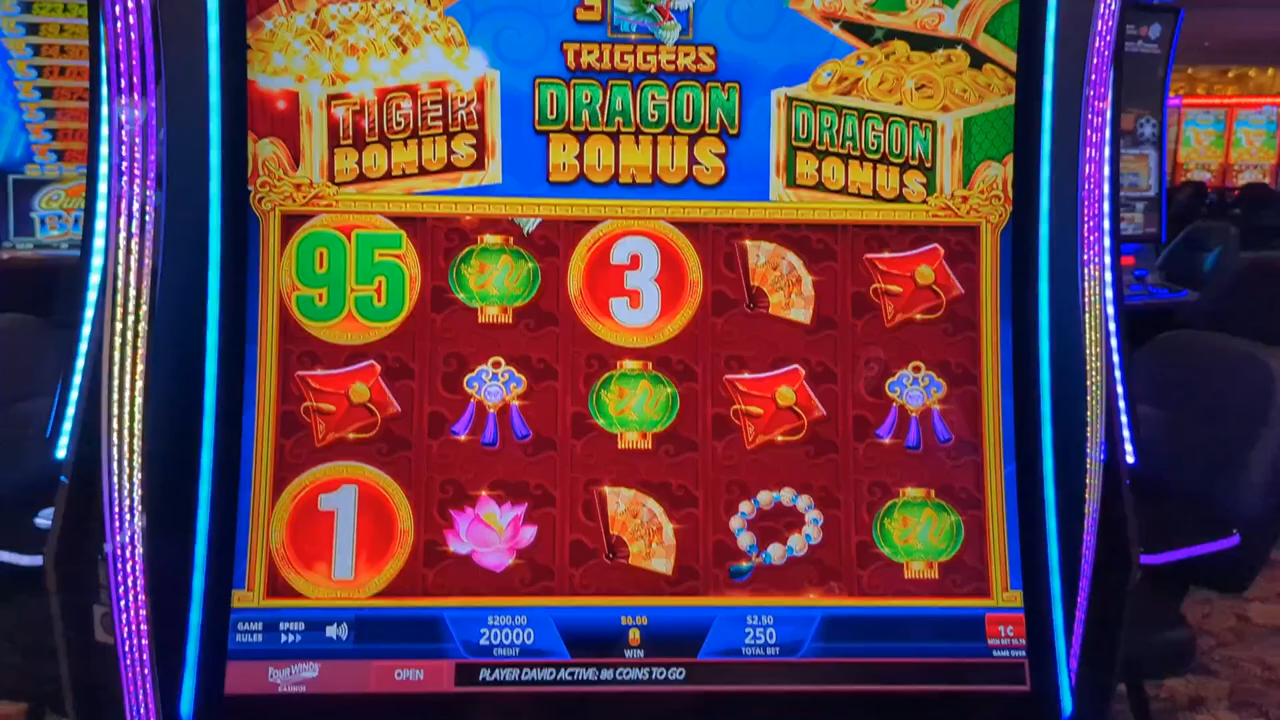 3
TRIGGERS
DRAGON
BONUS
TIGER
BONUS
DRAGON
BONUS
95
3
1
GAME
RULES
SPEED
$200.00
20000
CREDIT
$0.00
0
WIN
$2.50
250
TOTAL BET
1¢
GAME OVER
FOUR WINDS
CASINO
OPEN
PLAYER DAVID ACTIVE: 86 COINS TO GO